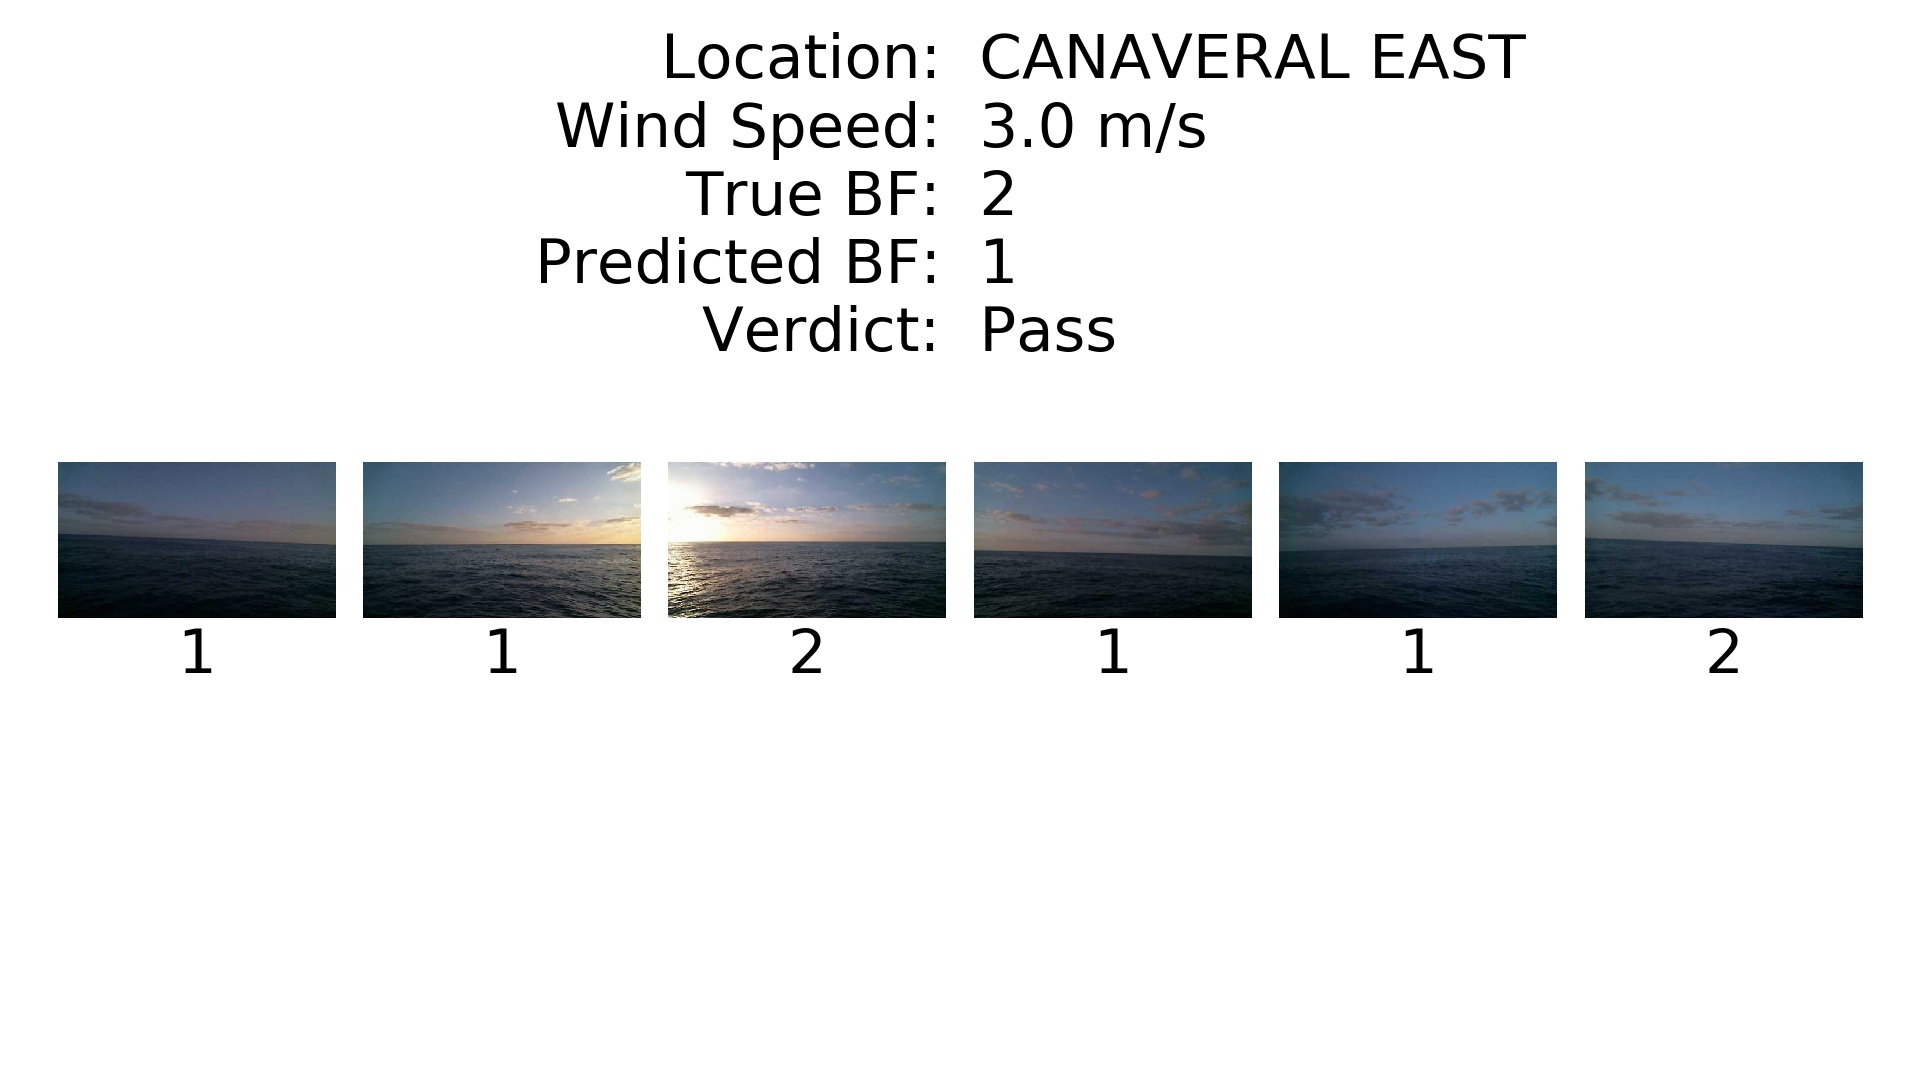 Location: CANAVERAL EAST
Wind Speed: 3.0 m/s
True BF: 2
Predicted BF: 1
Verdict: Pass
1 1 2 1 1 2